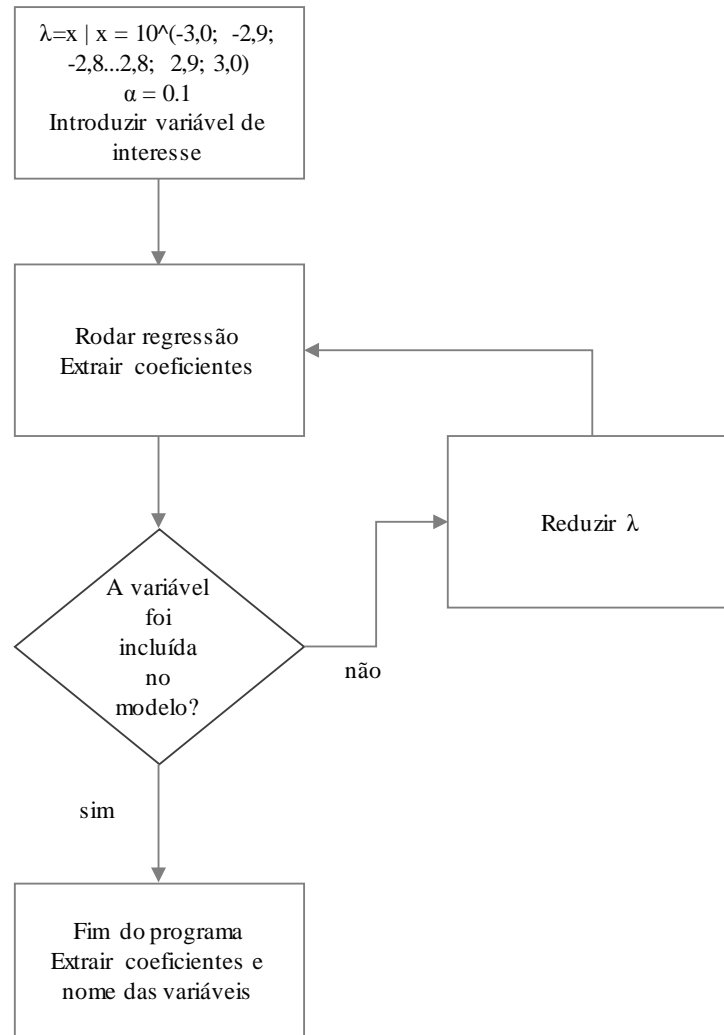 λ=x | x = 10^(-3,0; -2,9;
-2,8...2,8; 2,9; 3,0)
α = 0.1
Introduzir variável de
interesse
Rodar regressão
Extrair coeficientes
Reduzir λ
A variável
foi
incluída
no
modelo?
não
sim
Fim do programa
Extrair coeficientes e
nome das variáveis